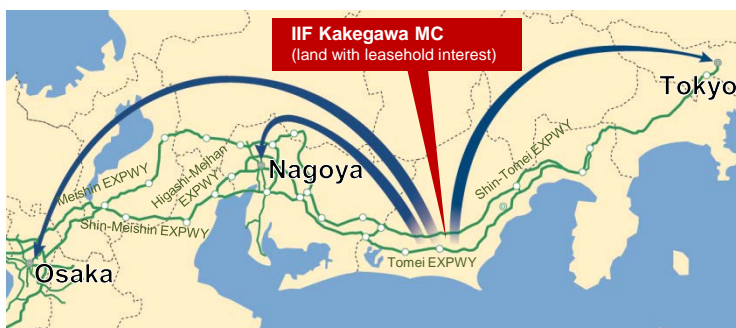 IIF Kakegawa MC
(land with leasehold interest)
Tokyo
Nagoya
Shin-Tomei EXPWY
Meishin EXPWY
Higashi-Meihan
EXPWY
Shin-Meishin EXPWY
Tomei EXPWY
Osaka